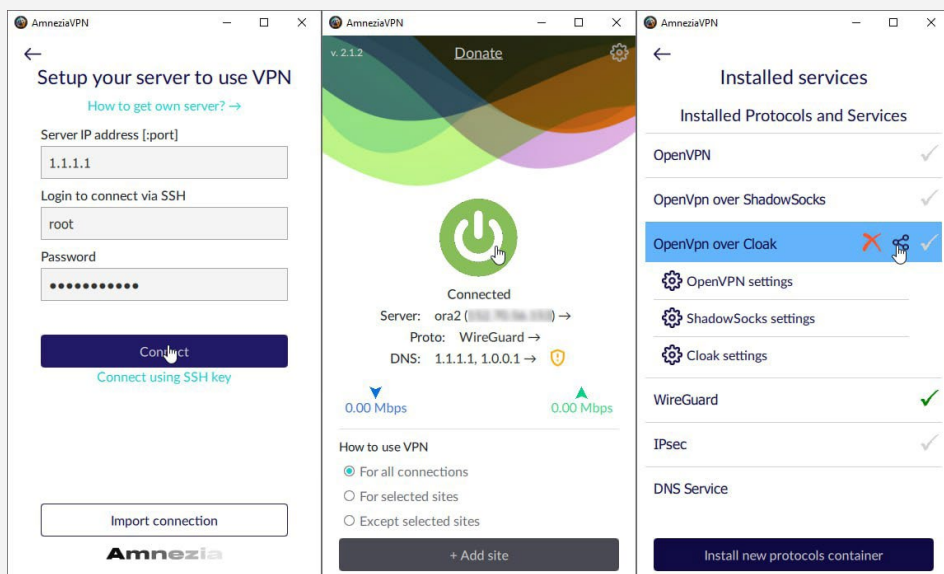 AmneziaVPN
Setup your server to use VPN
How to get own server? →
Server IP address [:port]
1.1.1.1
Login to connect via SSH
root
Password
●●●●●●●●●●●
Connect
Connect using SSH key
Import connection
Amnezia
AmneziaVPN
v. 2.1.2 Donate
Connected
Server: ora2 ( ) →
Proto: WireGuard →
DNS: 1.1.1.1, 1.0.0.1 →
0.00 Mbps 0.00 Mbps
How to use VPN
For all connections
For selected sites
Except selected sites
+ Add site
AmneziaVPN
Installed services
Installed Protocols and Services
OpenVPN
OpenVpn over ShadowSocks
OpenVpn over Cloak
OpenVPN settings
ShadowSocks settings
Cloak settings
WireGuard
IPsec
DNS Service
Install new protocols container